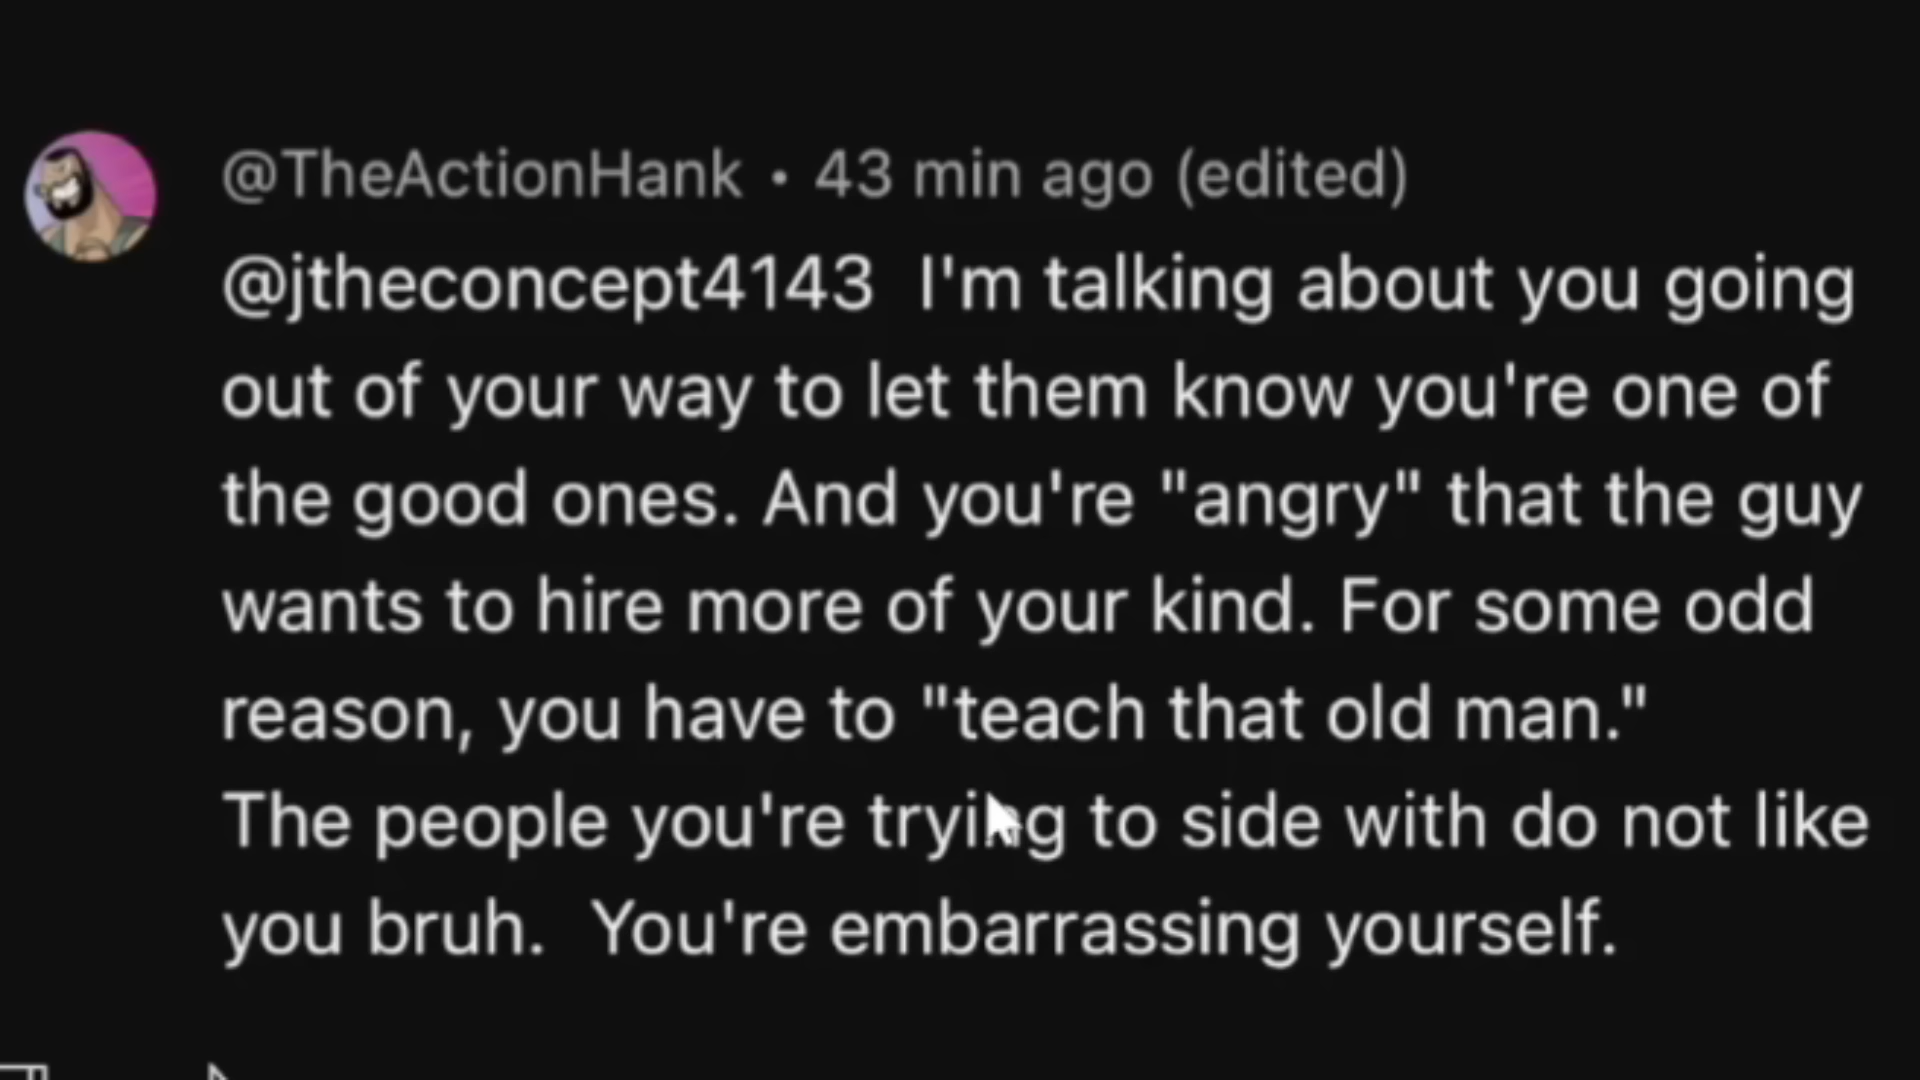 @TheActionHank • 43 min ago (edited)
@jtheconcept4143  I'm talking about you going
out of your way to let them know you're one of
the good ones. And you're "angry" that the guy
wants to hire more of your kind. For some odd
reason, you have to "teach that old man."
The people you're trying to side with do not like
you bruh.  You're embarrassing yourself.